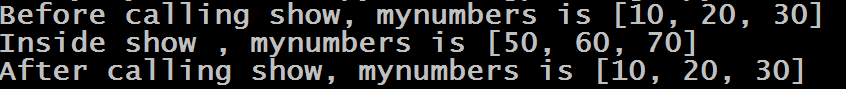 Before calling show, mynumbers is [10, 20, 30]
Inside show , mynumbers is [50, 60, 70]
After calling show, mynumbers is [10, 20, 30]